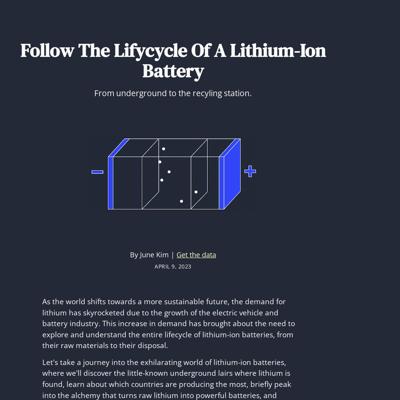 Follow The Lifycycle Of A Lithium-Ion
Battery
From underground to the recyling station.
By June Kim | Get the data
APRIL 9, 2023
As the world shifts towards a more sustainable future, the demand for
lithium has skyrocketed due to the growth of the electric vehicle and
battery industry. This increase in demand has brought about the need to
explore and understand the entire lifecycle of lithium-ion batteries, from
their raw materials to their disposal.
Let's take a journey into the exhilarating world of lithium-ion batteries,
where we'll discover the little-known underground lairs where lithium is
found, learn about which countries are producing the most, briefly peak
into the alchemy that turns raw lithium into powerful batteries, and